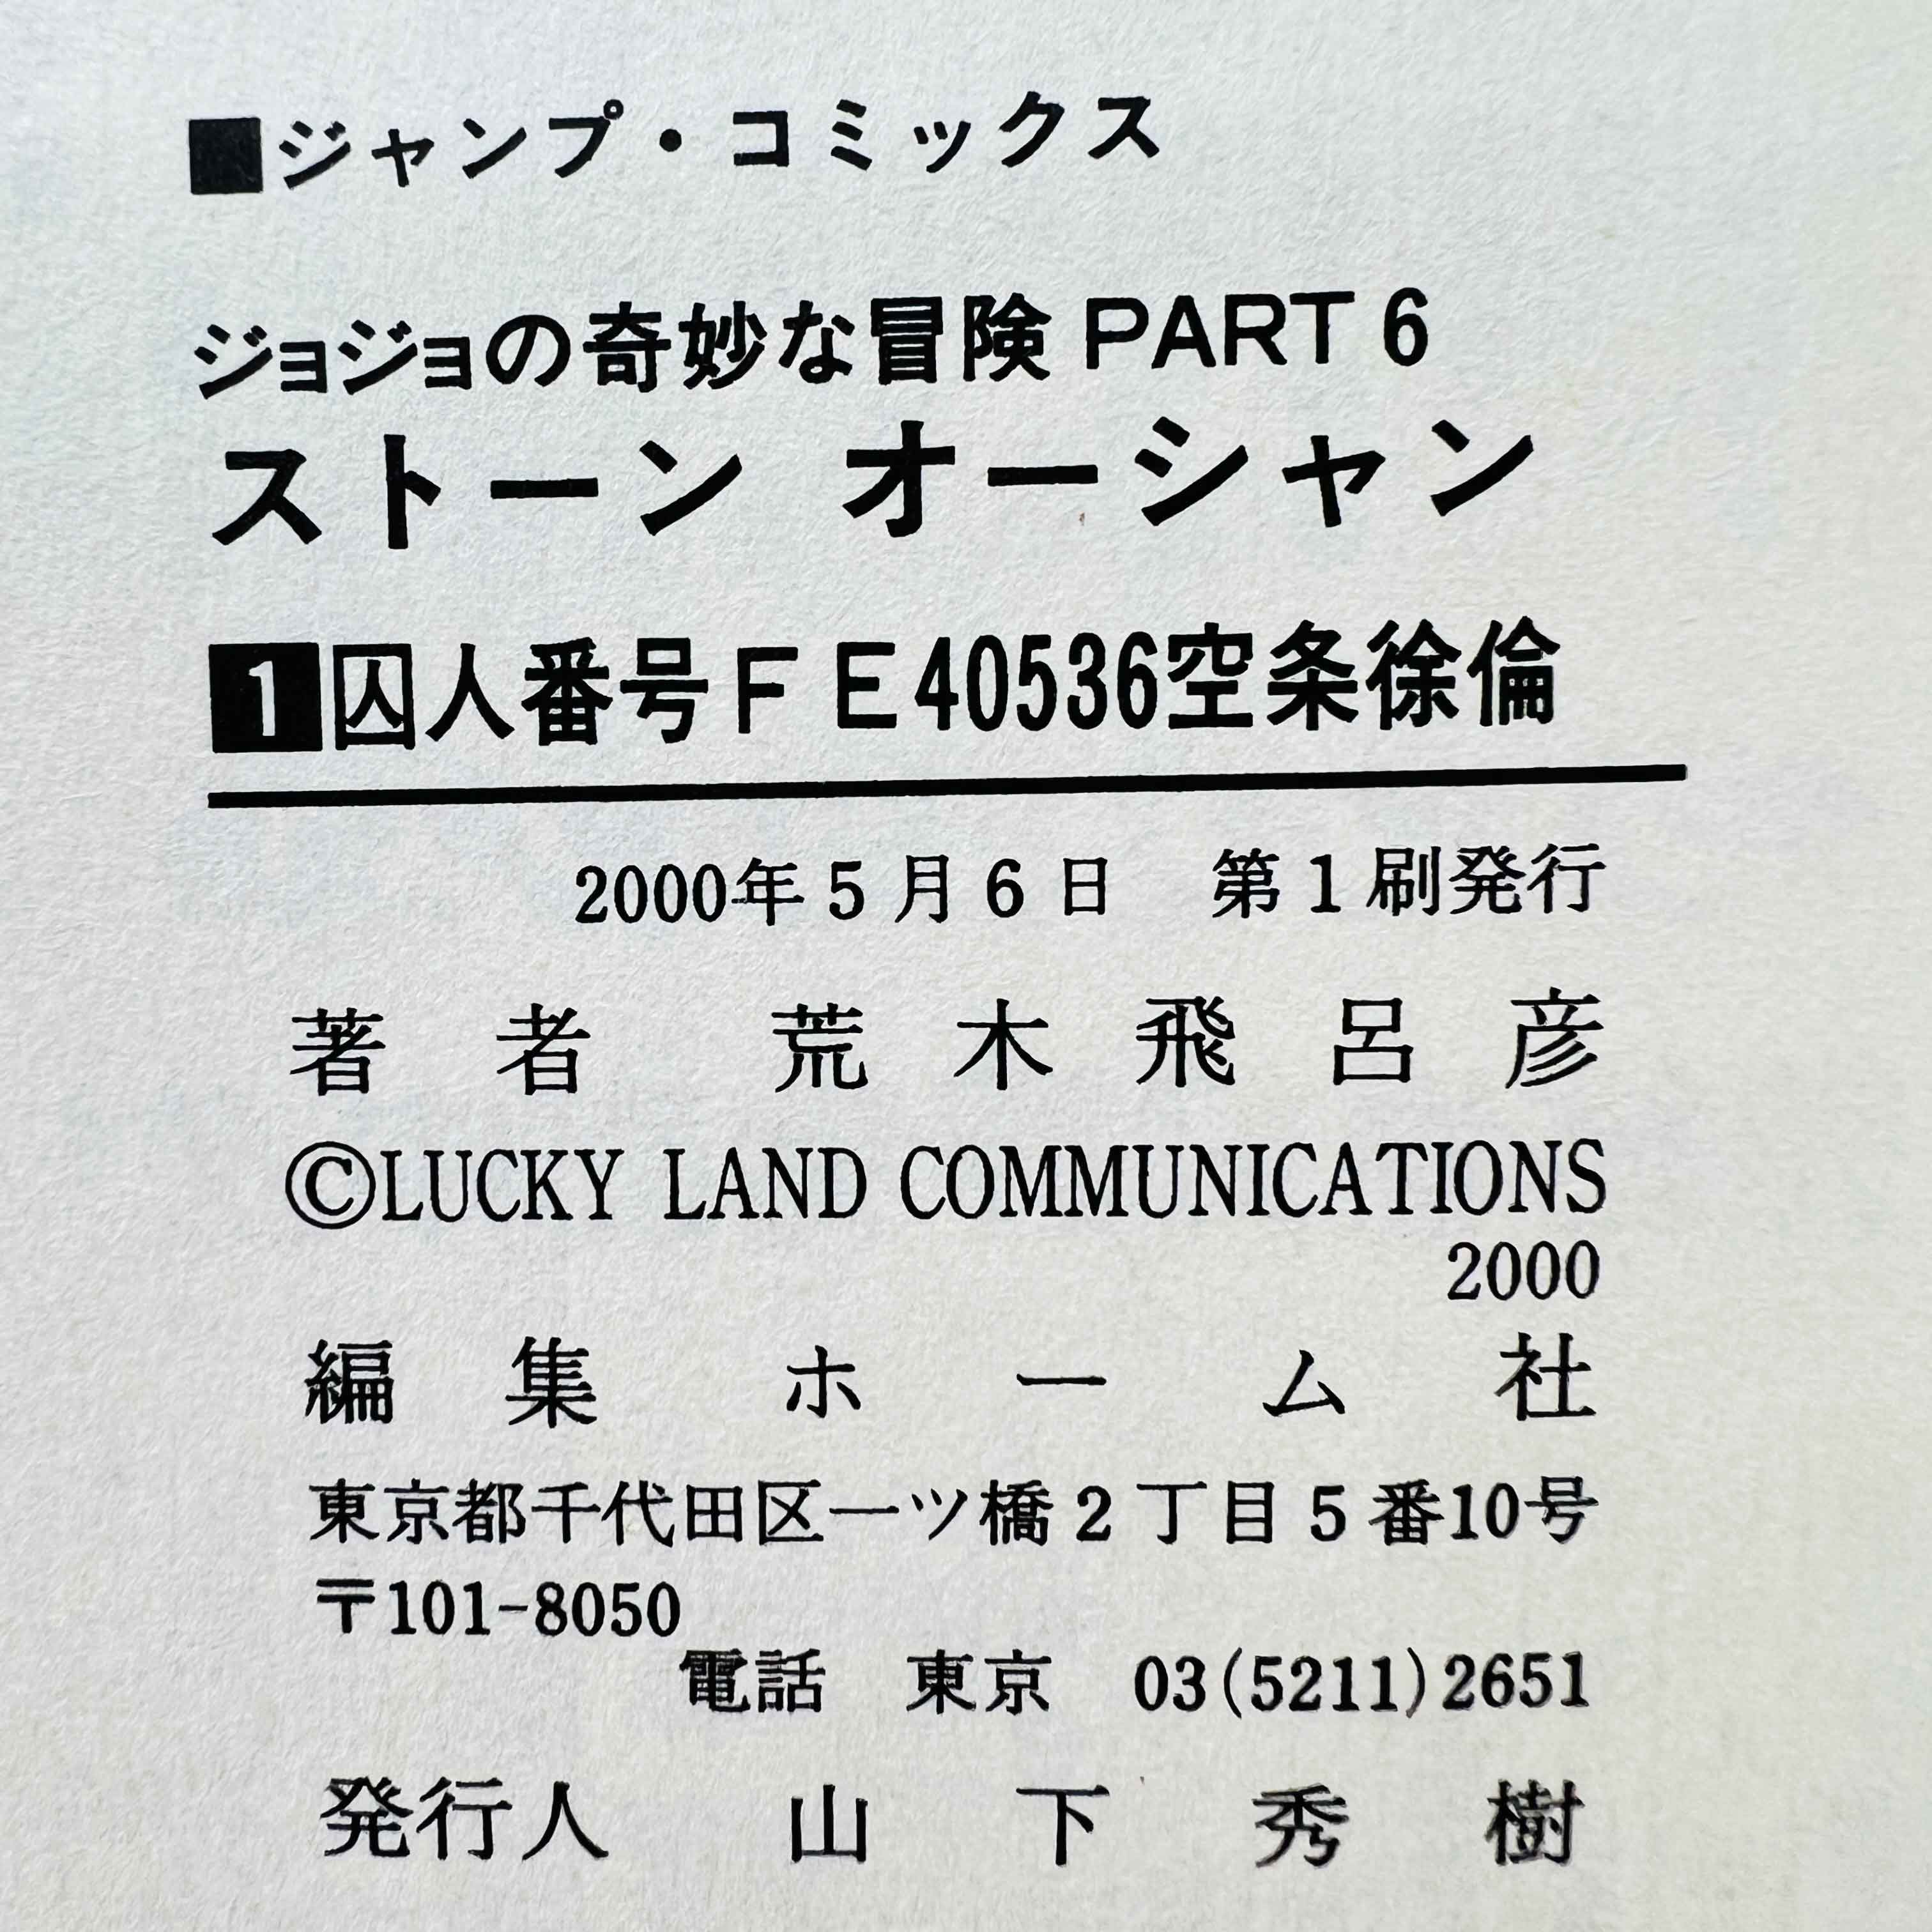 ■ジャンプ・コミックス
ジョジョの奇妙な冒険 PART 6
ストーン オーシャン
1 囚人番号FE40536空条徐倫
2000年5月6日 第1刷発行
著者 荒木飛呂彦
©LUCKY LAND COMMUNICATIONS
2000
編集 ホーム社
東京都千代田区一ツ橋2丁目5番10号
〒101-8050
電話 東京 03(5211)2651
発行人 山下秀樹